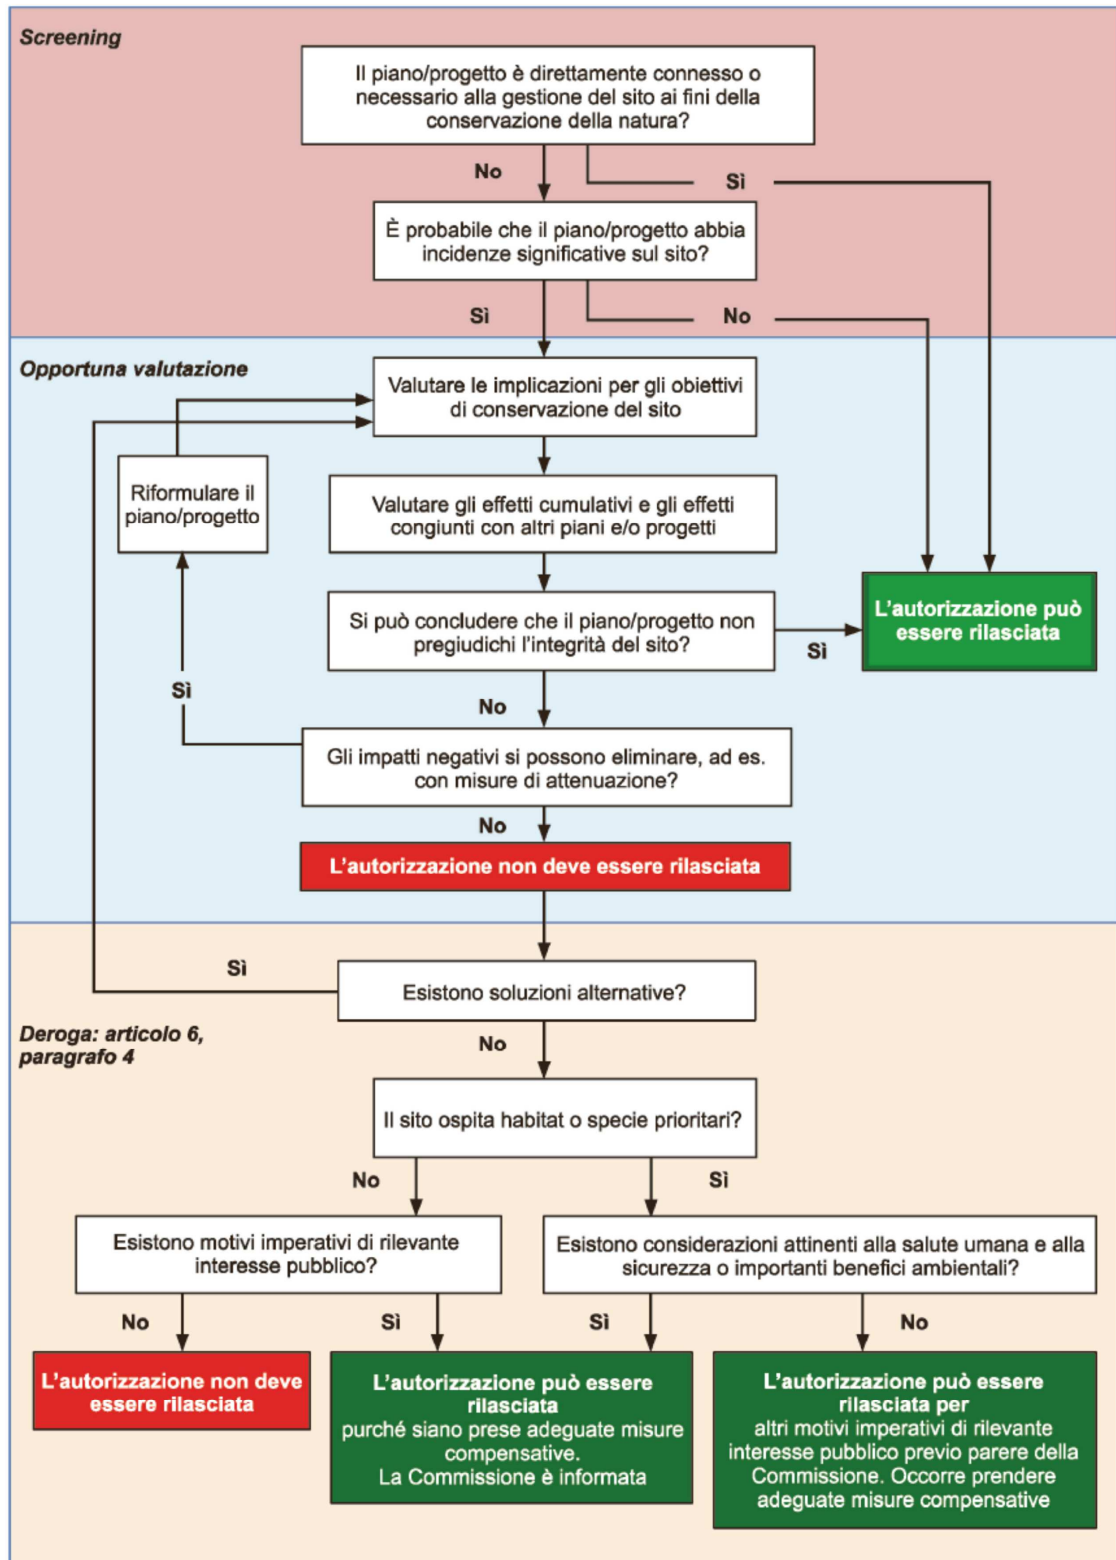 Screening
Il piano/progetto è direttamente connesso o
necessario alla gestione del sito ai fini della
conservazione della natura?
No
Sì
È probabile che il piano/progetto abbia
incidenze significative sul sito?
Sì
No
Opportuna valutazione
Valutare le implicazioni per gli obiettivi
di conservazione del sito
Riformulare il
piano/progetto
Valutare gli effetti cumulativi e gli effetti
congiunti con altri piani e/o progetti
Si può concludere che il piano/progetto non
pregiudichi l'integrità del sito?
Sì
L'autorizzazione può
essere rilasciata
Sì
No
Gli impatti negativi si possono eliminare, ad es.
con misure di attenuazione?
No
L'autorizzazione non deve essere rilasciata
Sì
Esistono soluzioni alternative?
Deroga: articolo 6,
paragrafo 4
No
Il sito ospita habitat o specie prioritari?
No
Sì
Esistono motivi imperativi di rilevante
interesse pubblico?
Esistono considerazioni attinenti alla salute umana e alla
sicurezza o importanti benefici ambientali?
No
Sì
Sì
No
L'autorizzazione non deve
essere rilasciata
L'autorizzazione può essere
rilasciata
purché siano prese adeguate misure
compensative.
La Commissione è informata
L'autorizzazione può essere
rilasciata per
altri motivi imperativi di rilevante
interesse pubblico previo parere della
Commissione. Occorre prendere
adeguate misure compensative